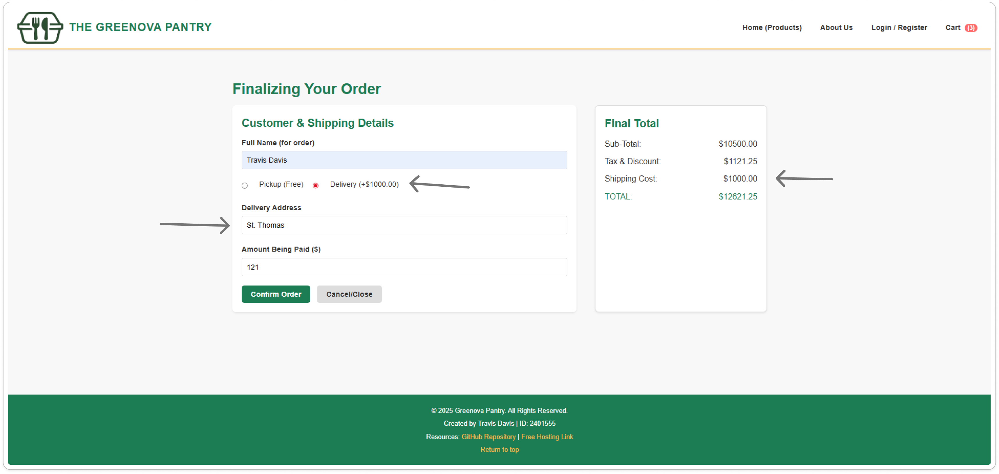 THE GREENOVA PANTRY
Home (Products) About Us Login / Register Cart (3)
Finalizing Your Order
Customer & Shipping Details
Full Name (for order)
Travis Davis
Pickup (Free) Delivery (+$1000.00)
Delivery Address
St. Thomas
Amount Being Paid ($)
121
Confirm Order Cancel/Close
Final Total
Sub-Total: $10500.00
Tax & Discount: $1121.25
Shipping Cost: $1000.00
TOTAL: $12621.25
© 2025 Greenova Pantry. All Rights Reserved.
Created by Travis Davis | ID: 2401555
Resources: GitHub Repository | Free Hosting Link
Return to top